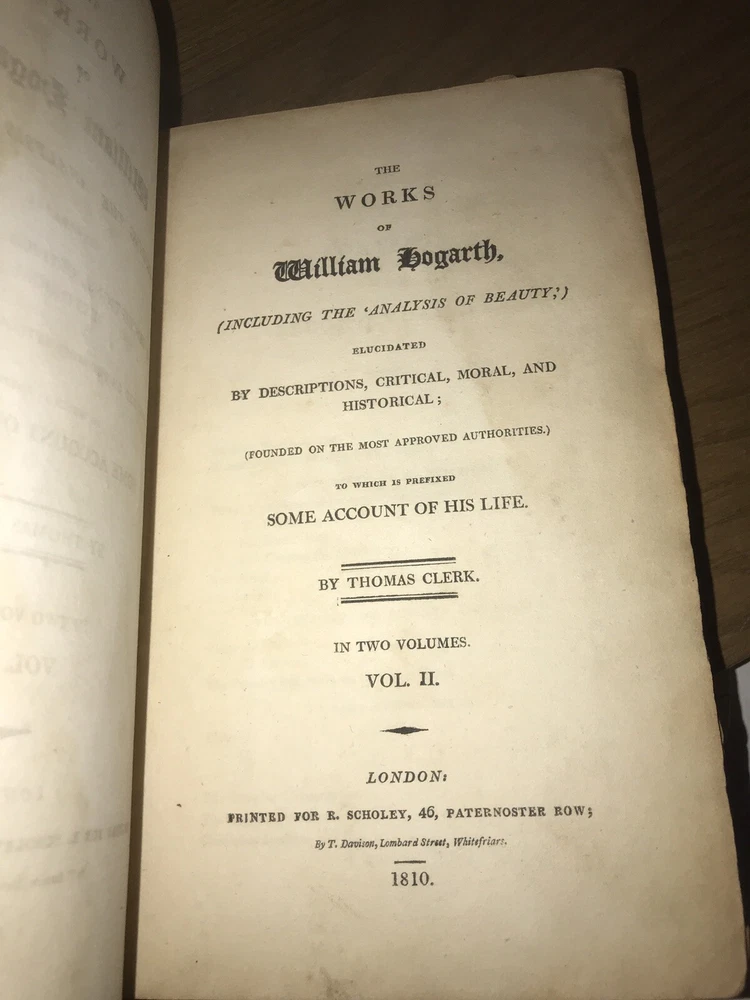 THE
WORKS
OF
William Hogarth,
(INCLUDING THE 'ANALYSIS OF BEAUTY,')
ELUCIDATED
BY DESCRIPTIONS, CRITICAL, MORAL, AND
HISTORICAL;
(FOUNDED ON THE MOST APPROVED AUTHORITIES.)
TO WHICH IS PREFIXED
SOME ACCOUNT OF HIS LIFE.
BY THOMAS CLERK.
IN TWO VOLUMES.
VOL. II.
LONDON:
PRINTED FOR R. SCHOLEY, 46, PATERNOSTER ROW;
By T. Davison, Lombard Street, Whitefriars.
1810.